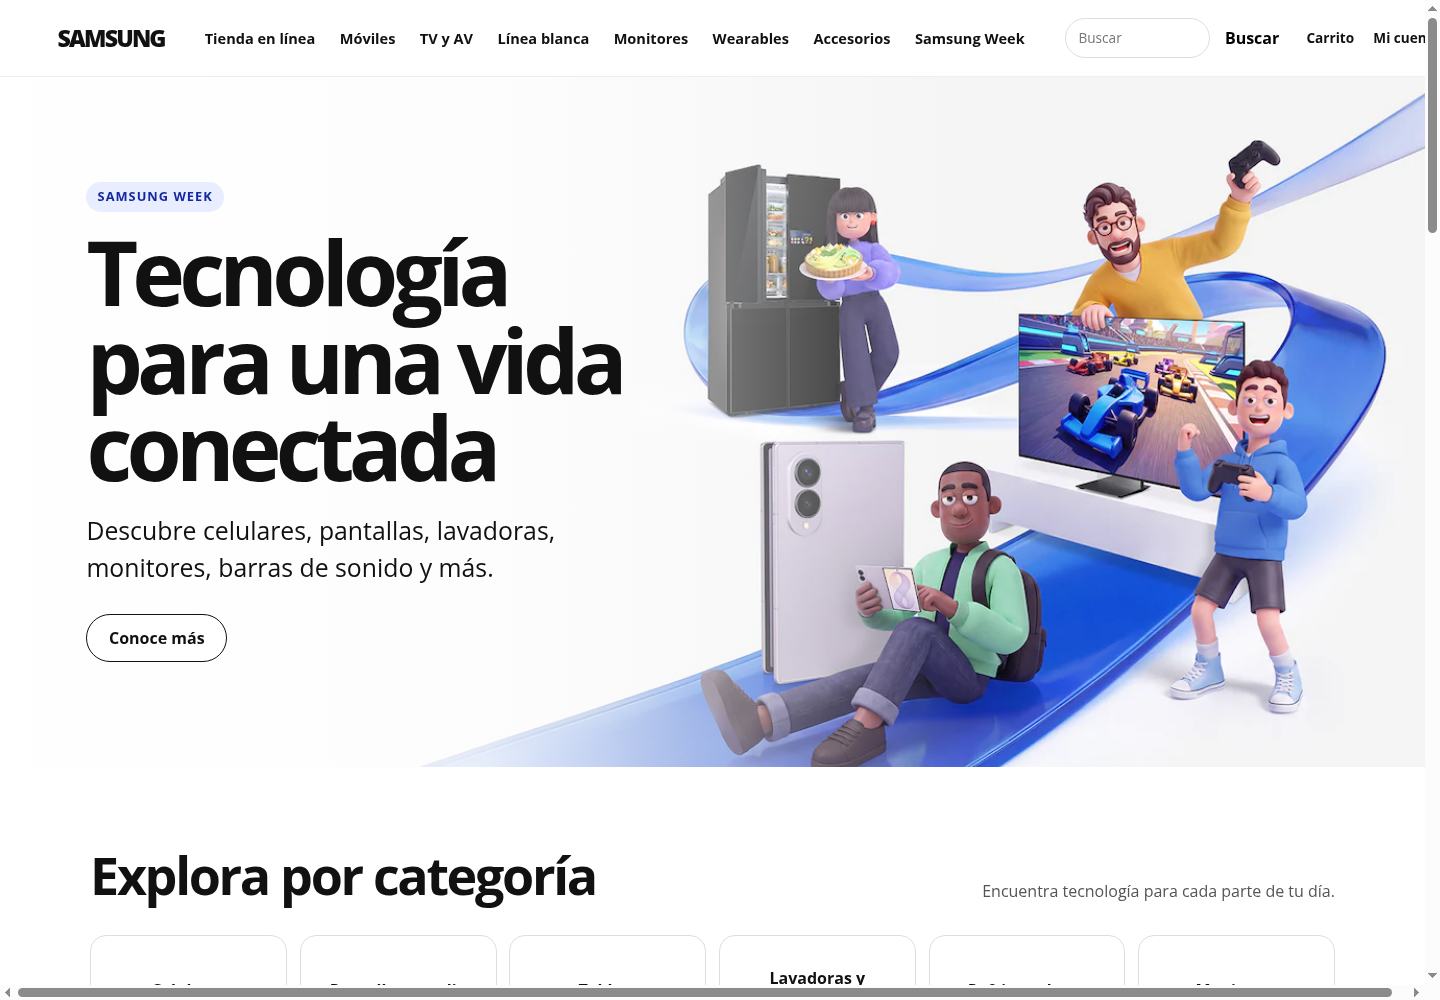 SAMSUNG
Tienda en línea
Móviles
TV y AV
Línea blanca
Monitores
Wearables
Accesorios
Samsung Week
Buscar
Buscar
Carrito
SAMSUNG WEEK
Tecnología
para una vida
conectada
Descubre celulares, pantallas, lavadoras,
monitores, barras de sonido y más.
Conoce más
Explora por categoría
Encuentra tecnología para cada parte de tu día.
Lavadoras y